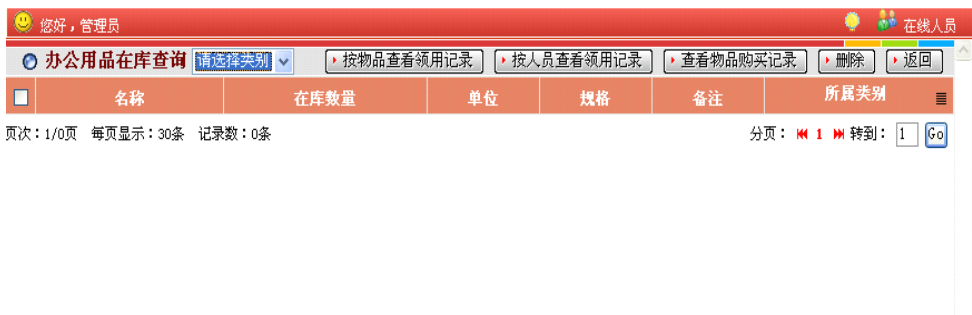 您好，管理员 在线人员
办公用品在库查询 请选择类别 按物品查看领用记录 按人员查看领用记录 查看物品购买记录 删除 返回
名称 在库数量 单位 规格 备注 所属类别
页次：1/0页 每页显示：30条 记录数：0条 分页： 1 转到： 1 Go